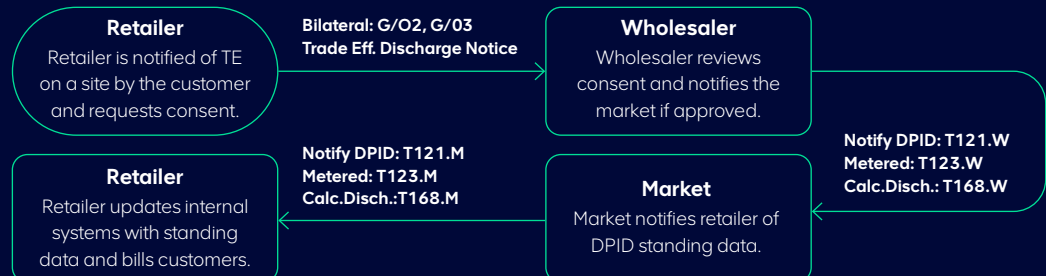 Retailer
Retailer is notified of TE
on a site by the customer
and requests consent.
Bilateral: G/O2, G/03
Trade Eff. Discharge Notice
Wholesaler
Wholesaler reviews
consent and notifies the
market if approved.
Notify DPID: T121.W
Metered: T123.W
Calc.Disch.: T168.W
Market
Market notifies retailer of
DPID standing data.
Notify DPID: T121.M
Metered: T123.M
Calc.Disch.:T168.M
Retailer
Retailer updates internal
systems with standing
data and bills customers.